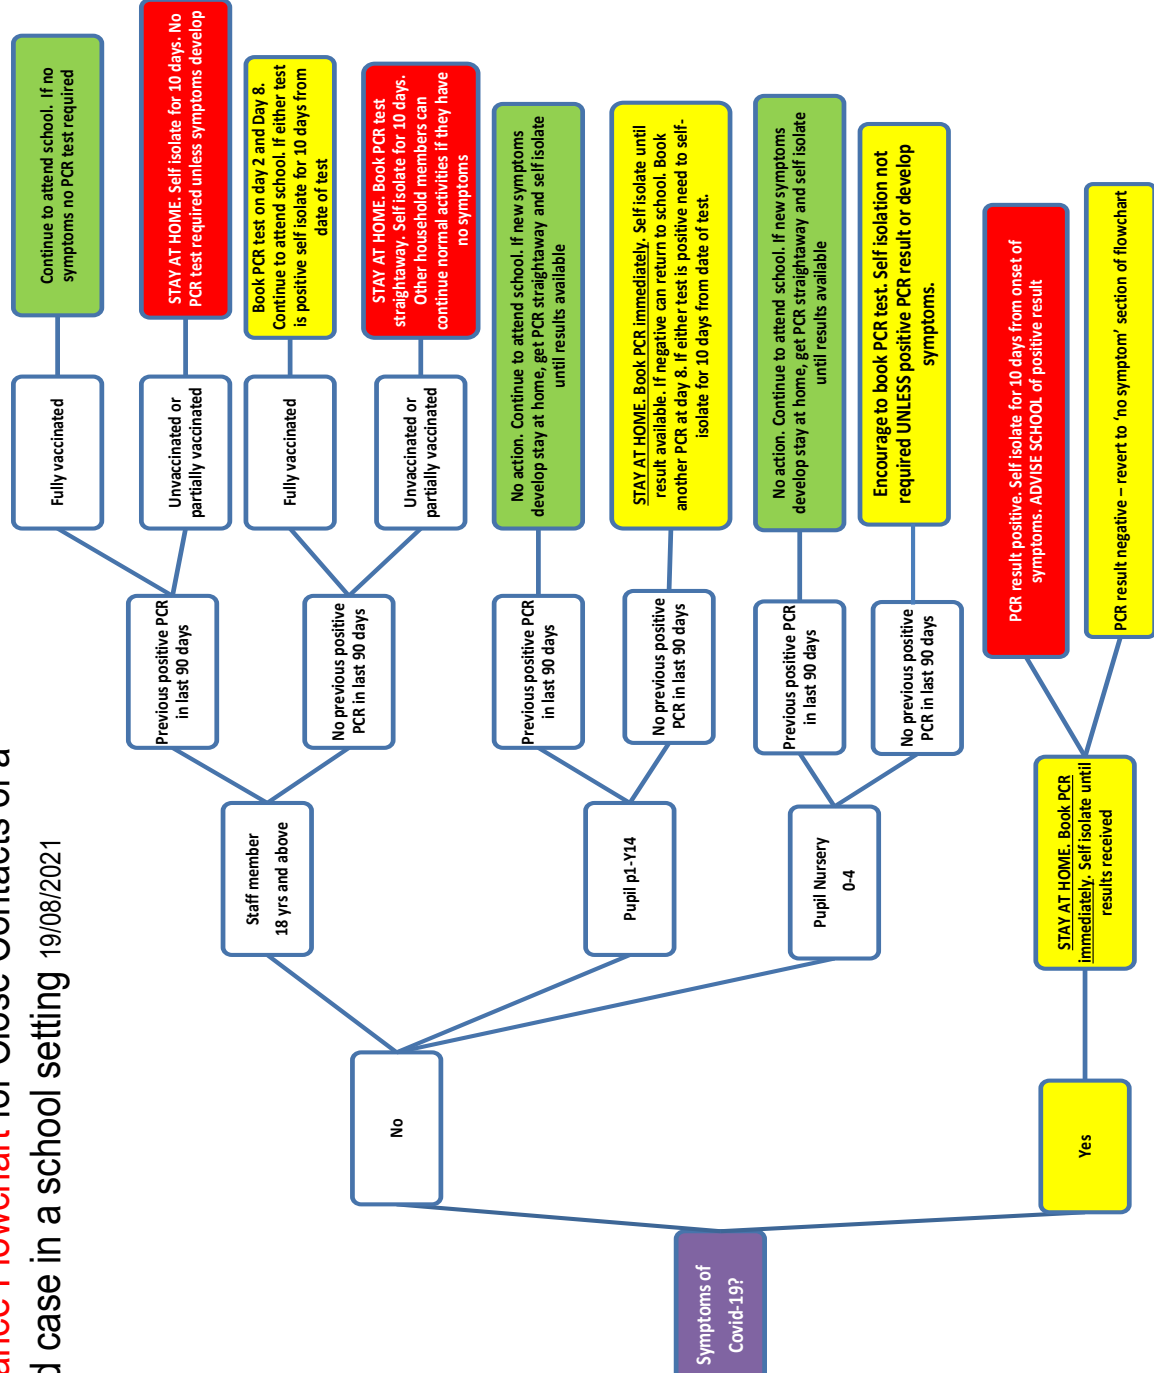 ance Flowchart for Close Contacts of a
d case in a school setting 19/08/2021
Symptoms of
Covid-19?
No
Yes
Staff member
18 yrs and above
Pupil p1-Y14
Pupil Nursery
0-4
STAY AT HOME. Book PCR
immediately. Self isolate until
results received
Previous positive PCR
in last 90 days
No previous positive
PCR in last 90 days
Previous positive PCR
in last 90 days
No previous positive
PCR in last 90 days
Previous positive PCR
in last 90 days
No previous positive
PCR in last 90 days
Fully vaccinated
Unvaccinated or
partially vaccinated
Fully vaccinated
Unvaccinated or
partially vaccinated
Continue to attend school. If no
symptoms no PCR test required
STAY AT HOME. Self isolate for 10 days. No
PCR test required unless symptoms develop
Book PCR test on day 2 and Day 8.
Continue to attend school. If either test
is positive self isolate for 10 days from
date of test
STAY AT HOME. Book PCR test
straightaway. Self isolate for 10 days.
Other household members can
continue normal activities if they have
no symptoms
No action. Continue to attend school. If new symptoms
develop stay at home, get PCR straightaway and self isolate
until results available
STAY AT HOME. Book PCR immediately. Self isolate until
result available. If negative can return to school. Book
another PCR at day 8. If either test is positive need to self-
isolate for 10 days from date of test.
No action. Continue to attend school. If new symptoms
develop stay at home, get PCR straightaway and self isolate
until results available
Encourage to book PCR test. Self isolation not
required UNLESS positive PCR result or develop
symptoms.
PCR result positive. Self isolate for 10 days from onset of
symptoms. ADVISE SCHOOL of positive result
PCR result negative – revert to ‘no symptom’ section of flowchart